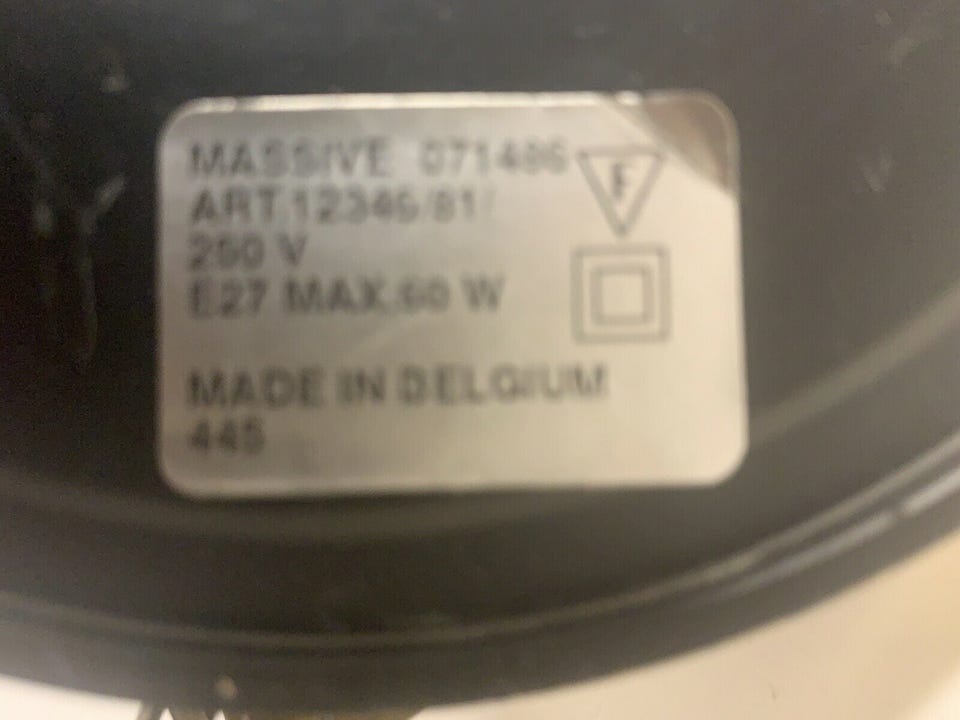 MASSIVE 071486
F
ART.12346/81/
250 V
E27 MAX.60 W
MADE IN BELGIUM
445